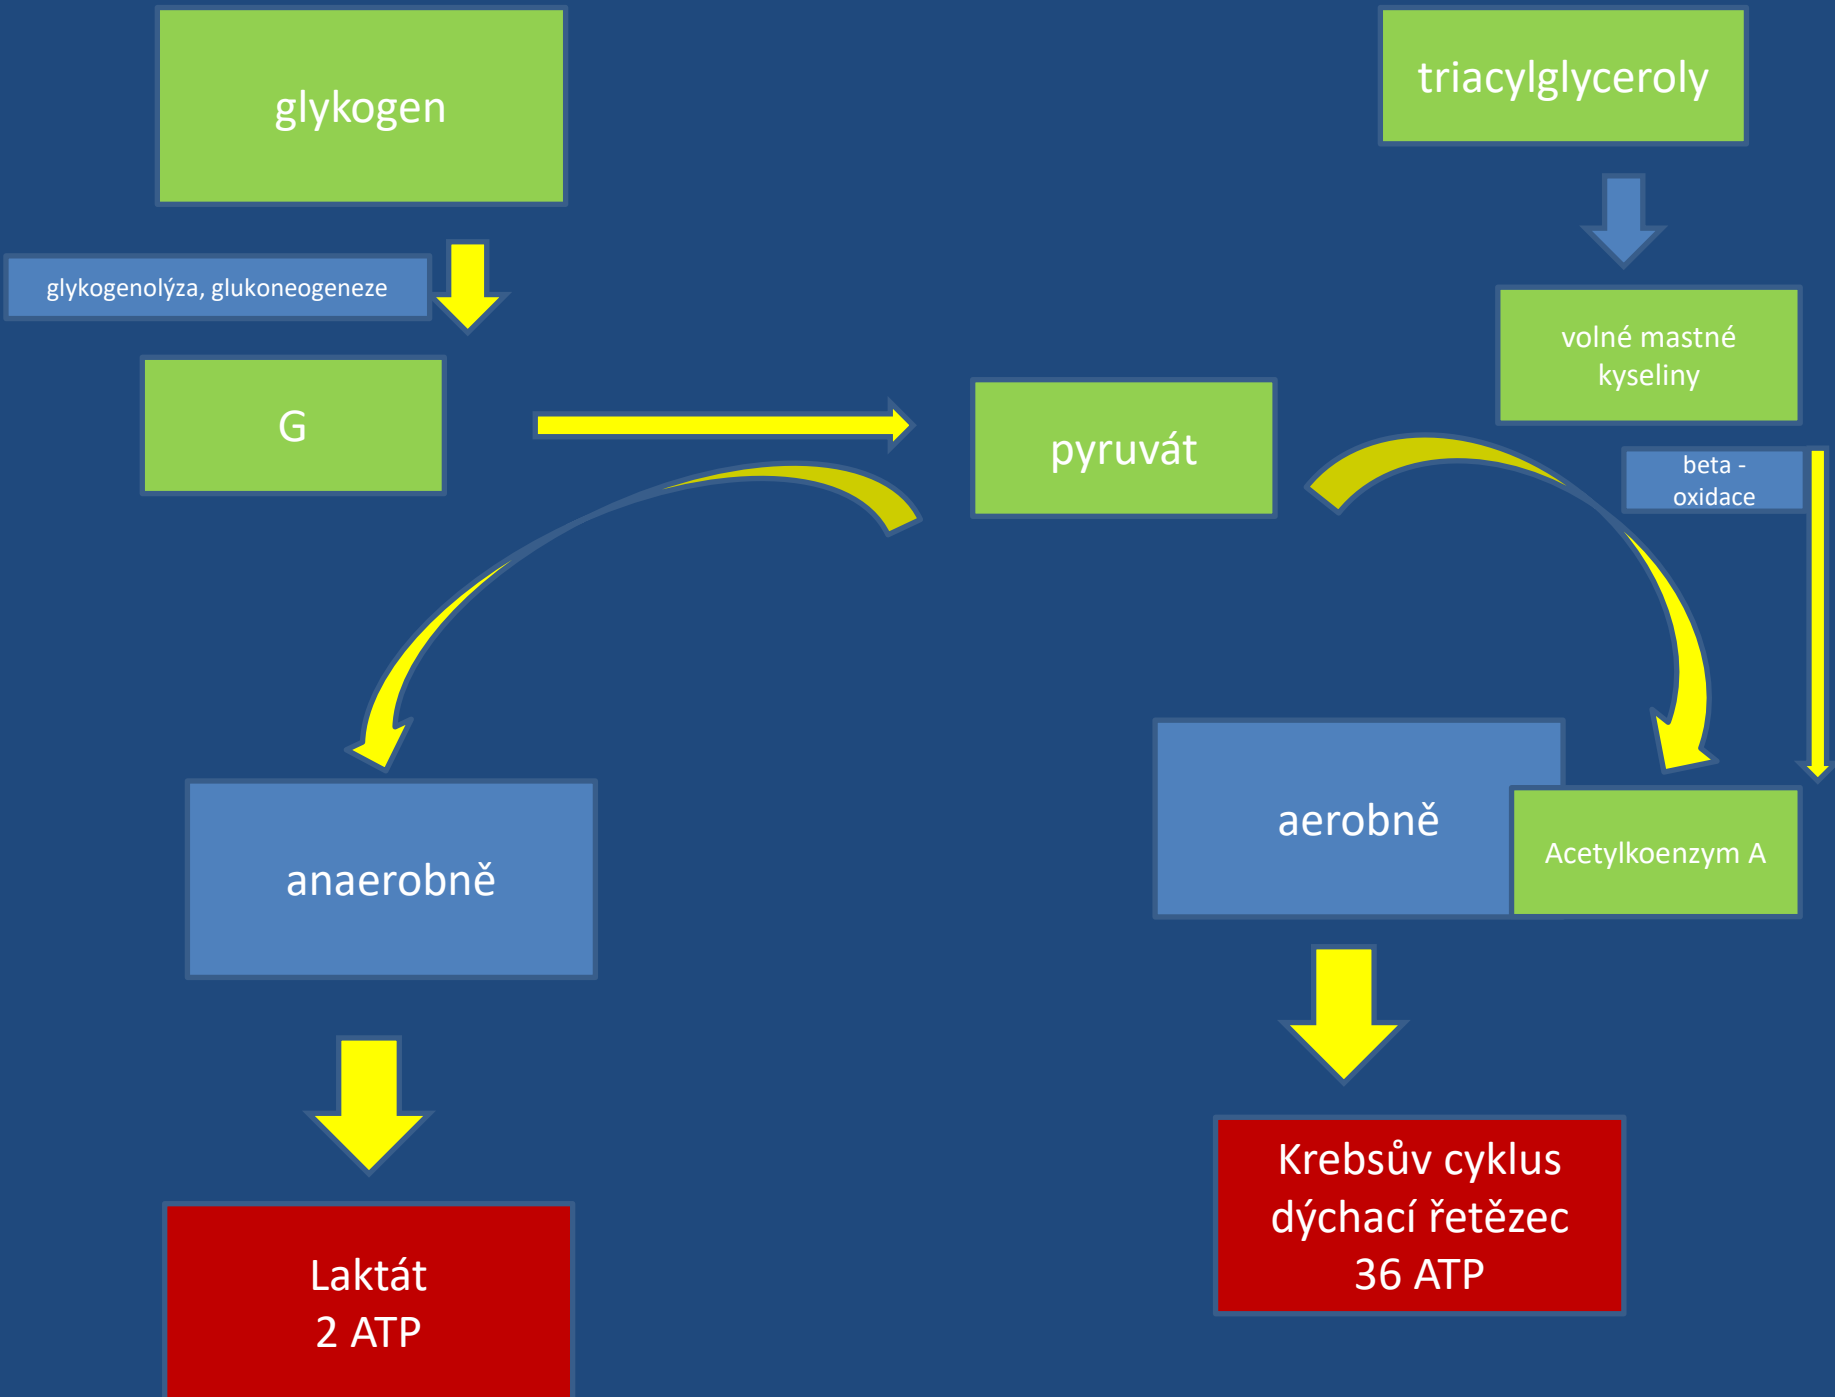 glykogen
triacylglyceroly
glykogenolýza, glukoneogeneze
volné mastné
kyseliny
G
pyruvát
beta -
oxidace
anaerobně
aerobně
Acetylkoenzym A
Laktát
2 ATP
Krebsův cyklus
dýchací řetězec
36 ATP